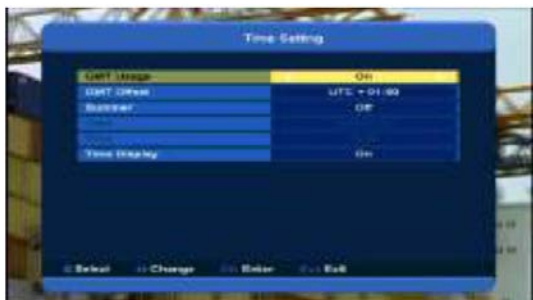 Time Setting
GMT Usage On
GMT Offset UTC + 01:00
Summer Off
Time Display On
Select Change Enter Exit